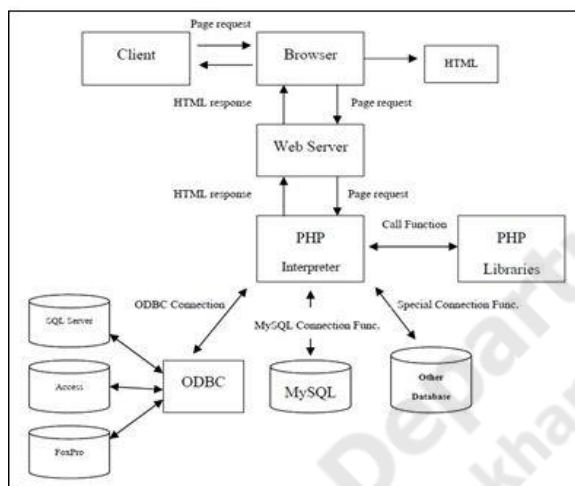 Page request
Client
Browser
HTML
HTML response
Page request
Web Server
HTML response
Page request
PHP
Interpreter
Call Function
PHP
Libraries
ODBC Connection
MySQL Connection Func.
Special Connection Func.
SQL Server
Access
FoxPro
ODBC
MySQL
Other
Database